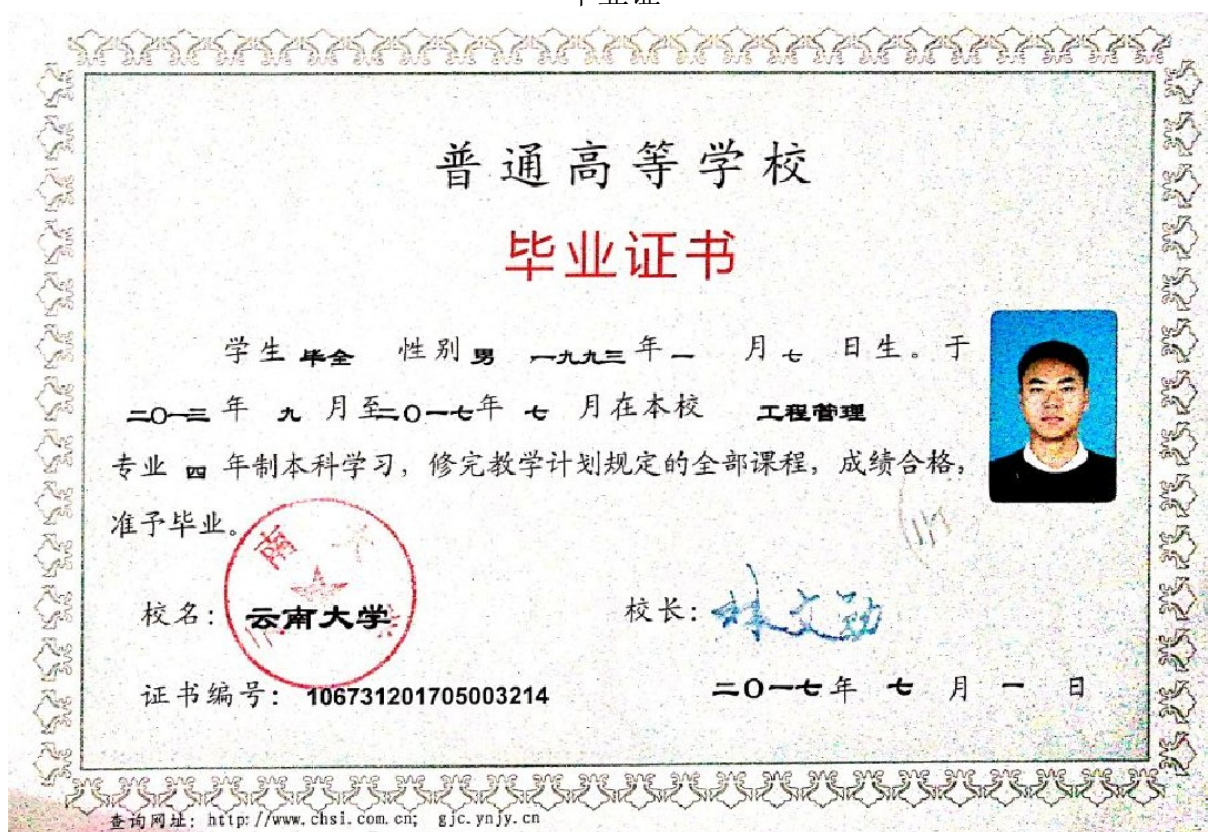 毕业证
普通高等学校
毕业证书
学生 毕全 性别 男 一九九三 年 一 月 七 日生。于
二〇一三 年 九 月至 二〇一七 年 七 月在本校 工程管理
专业 四 年制本科学习，修完教学计划规定的全部课程，成绩合格，
准予毕业。
校名：云南大学
校长：林文勋
证书编号：106731201705003214
二〇一七年 七 月 一 日
查询网址：http://www.chsi.com.cn; gjc.ynjy.cn